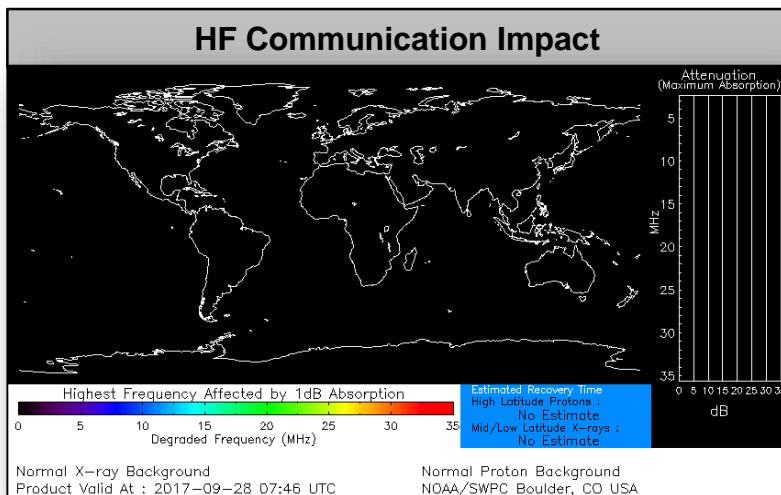 HF Communication Impact
Attenuation
(Maximum Absorption)
5
10
15
20
25
30
35
MHz
0 5 10 15 20 25 30 3
dB
Highest Frequency Affected by 1dB Absorption
0 5 10 15 20 25 30 35
Degraded Frequency (MHz)
Estimated Recovery Time
High Latitude Protons :
No Estimate
Mid/Low Latitude X-rays :
No Estimate
Normal X-ray Background
Normal Proton Background
Product Valid At : 2017-09-28 07:46 UTC
NOAA/SWPC Boulder, CO USA